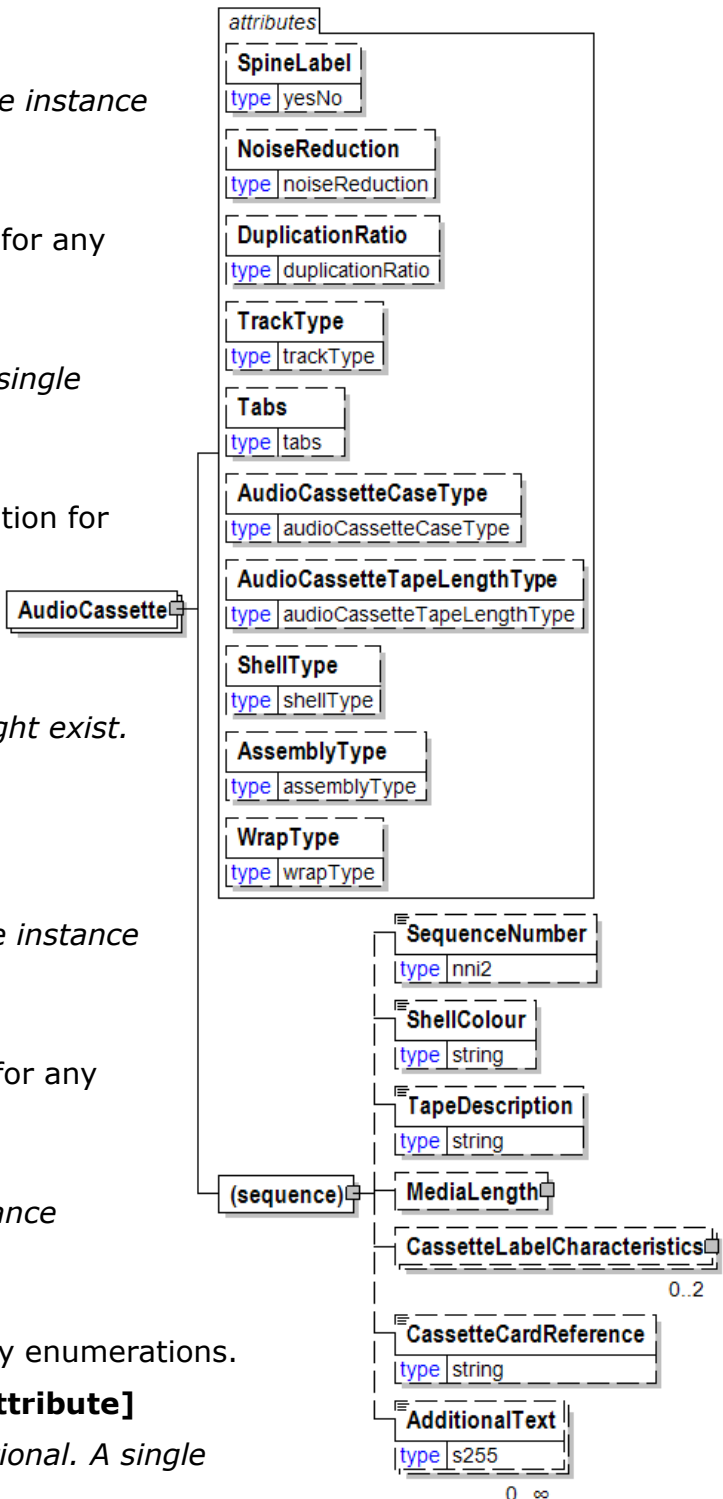 attributes
SpineLabel
type yesNo
e instance
NoiseReduction
type noiseReduction
for any
DuplicationRatio
type duplicationRatio
TrackType
type trackType
single
Tabs
type tabs
AudioCassetteCaseType
type audioCassetteCaseType
tion for
AudioCassetteTapeLengthType
type audioCassetteTapeLengthType
AudioCassette
ShellType
type shellType
ght exist.
AssemblyType
type assemblyType
WrapType
type wrapType
e instance
SequenceNumber
type nni2
ShellColour
type string
for any
TapeDescription
type string
(sequence)
MediaLength
ance
CassetteLabelCharacteristics
0..2
CassetteCardReference
type string
y enumerations.
ttribute]
AdditionalText
type s255
tional. A single
0..∞